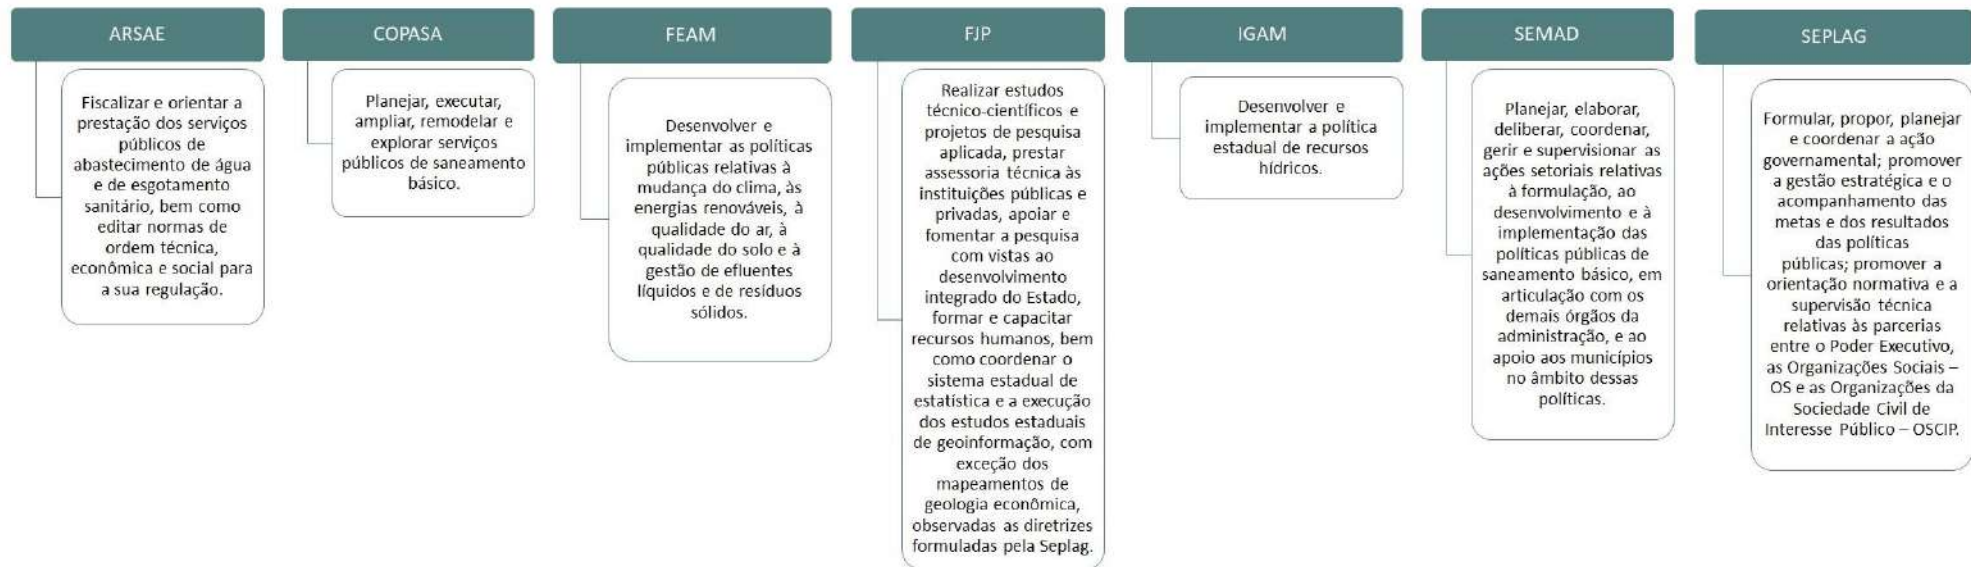 ARSAE
Fiscalizar e orientar a
prestação dos serviços
públicos de
abastecimento de água
e de esgotamento
sanitário, bem como
editar normas de
ordem técnica,
econômica e social para
a sua regulação.
COPASA
Planejar, executar,
ampliar, remodelar e
explorar serviços
públicos de saneamento
básico.
FEAM
Desenvolver e
implementar as políticas
públicas relativas à
mudança do clima, às
energias renováveis, à
qualidade do ar, à
qualidade do solo e à
gestão de efluentes
líquidos e de resíduos
sólidos.
FJP
Realizar estudos
técnico-científicos e
projetos de pesquisa
aplicada, prestar
assessoria técnica às
instituições públicas e
privadas, apoiar e
fomentar a pesquisa
com vistas ao
desenvolvimento
integrado do Estado,
formar e capacitar
recursos humanos, bem
como coordenar o
sistema estadual de
estatística e a execução
dos estudos estaduais
de geoinformação, com
exceção dos
mapeamentos de
geologia econômica,
observadas as diretrizes
formuladas pela Seplag.
IGAM
Desenvolver e
implementar a política
estadual de recursos
hídricos.
SEMAD
Planejar, elaborar,
deliberar, coordenar,
gerir e supervisionar as
ações setoriais relativas
à formulação, ao
desenvolvimento e à
implementação das
políticas públicas de
saneamento básico, em
articulação com os
demais órgãos da
administração, e ao
apoio aos municípios
no âmbito dessas
políticas.
SEPLAG
Formular, propor, planejar
e coordenar a ação
governamental; promover
a gestão estratégica e o
acompanhamento das
metas e dos resultados
das políticas
públicas; promover a
orientação normativa e a
supervisão técnica
relativas às parcerias
entre o Poder Executivo,
as Organizações Sociais –
OS e as Organizações da
Sociedade Civil de
Interesse Público – OSCIP.